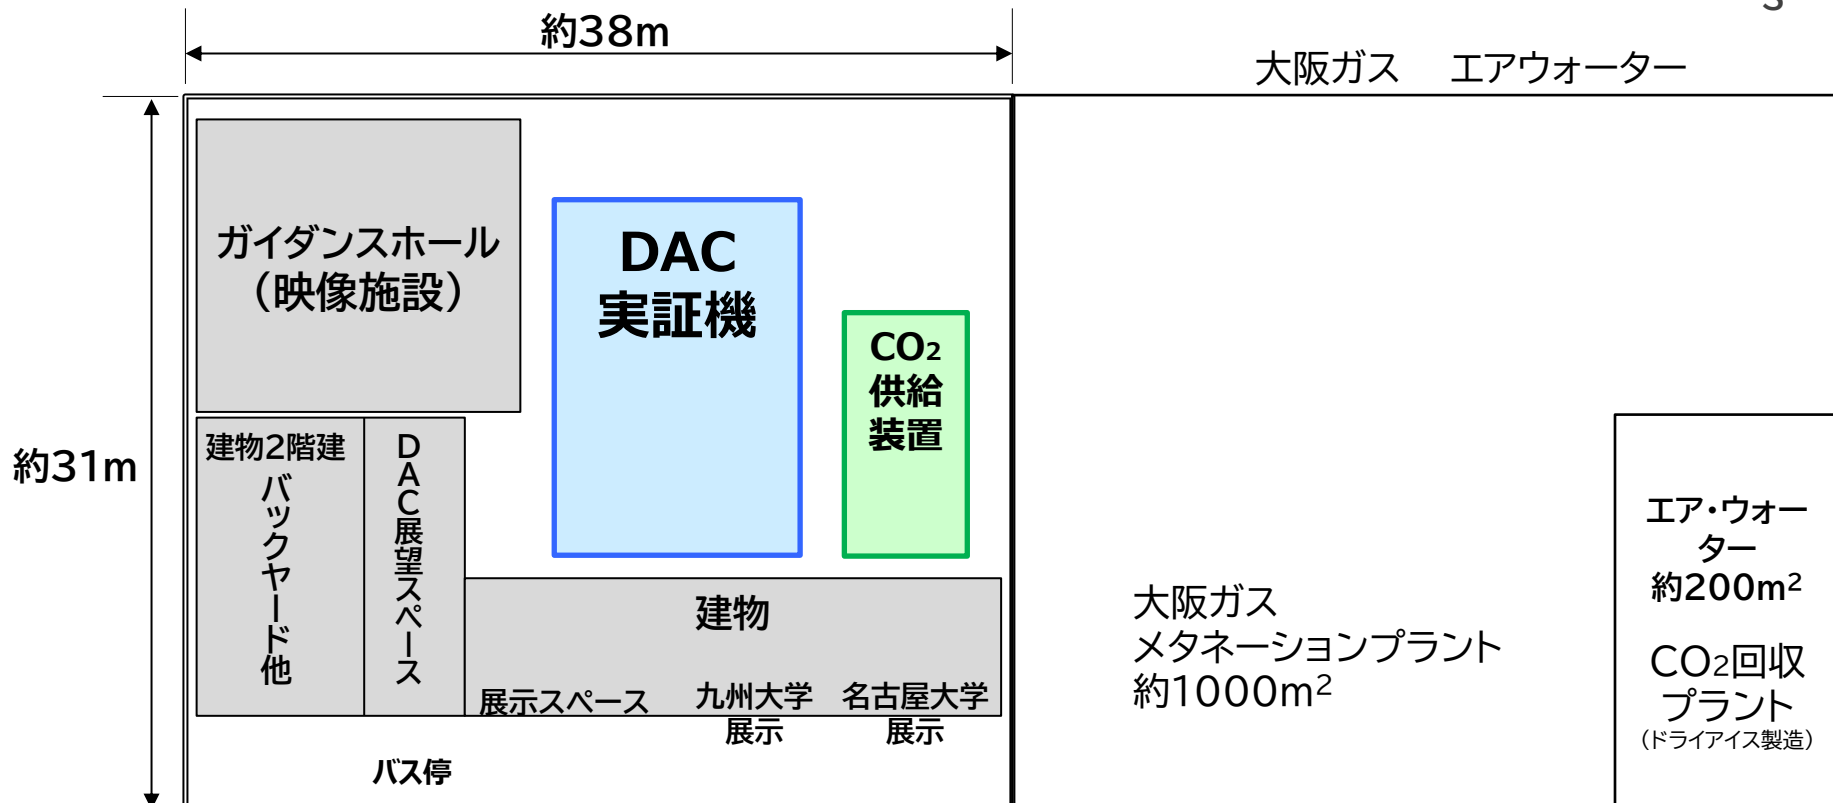 約38m
大阪ガス エアウォーター
約31m
ガイダンスホール
（映像施設）
DAC
実証機
CO₂
供給
装置
建物2階建
バックヤード他
DAC展望スペース
建物
展示スペース
九州大学
展示
名古屋大学
展示
バス停
大阪ガス
メタネーションプラント
約1000m²
エア・ウォー
ター
約200m²
CO₂回収
プラント
（ドライアイス製造）